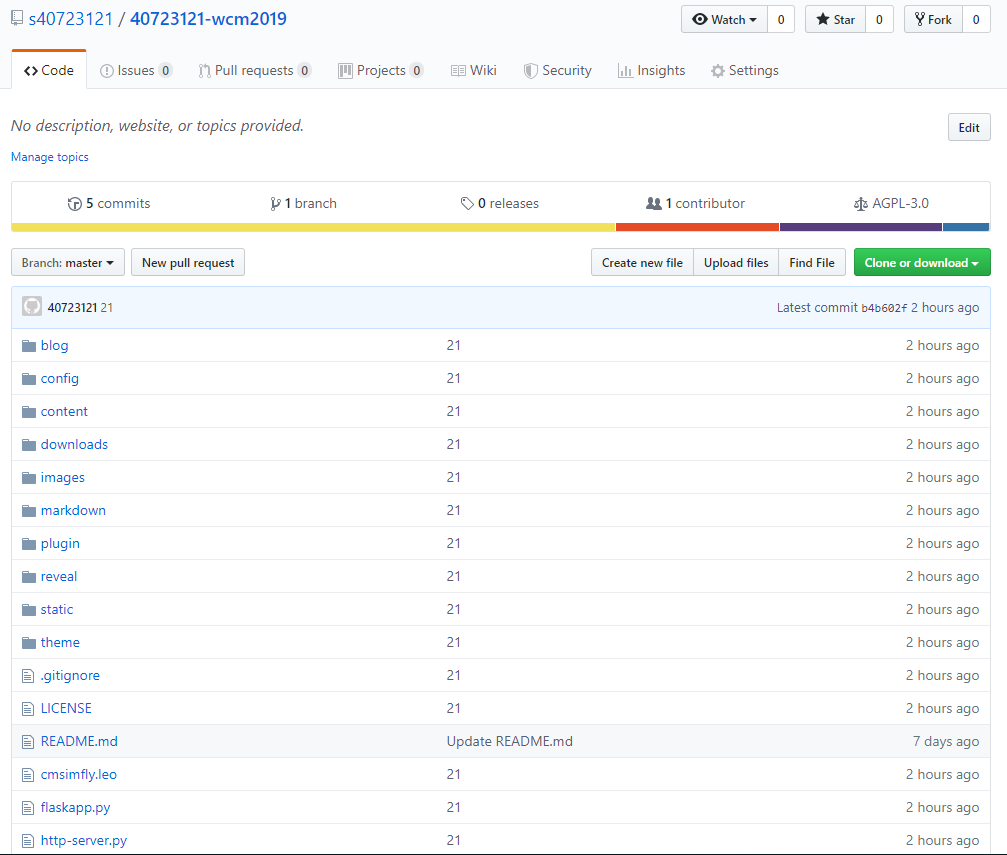 s40723121 / 40723121-wcm2019 Watch 0 Star 0 Fork 0
Code Issues 0 Pull requests 0 Projects 0 Wiki Security Insights Settings
No description, website, or topics provided. Edit
Manage topics
5 commits 1 branch 0 releases 1 contributor AGPL-3.0
Branch: master New pull request Create new file Upload files Find File Clone or download
40723121 21 Latest commit b4b602f 2 hours ago
blog 21 2 hours ago
config 21 2 hours ago
content 21 2 hours ago
downloads 21 2 hours ago
images 21 2 hours ago
markdown 21 2 hours ago
plugin 21 2 hours ago
reveal 21 2 hours ago
static 21 2 hours ago
theme 21 2 hours ago
.gitignore 21 2 hours ago
LICENSE 21 2 hours ago
README.md Update README.md 7 days ago
cmsimfly.leo 21 2 hours ago
flaskapp.py 21 2 hours ago
http-server.py 21 2 hours ago